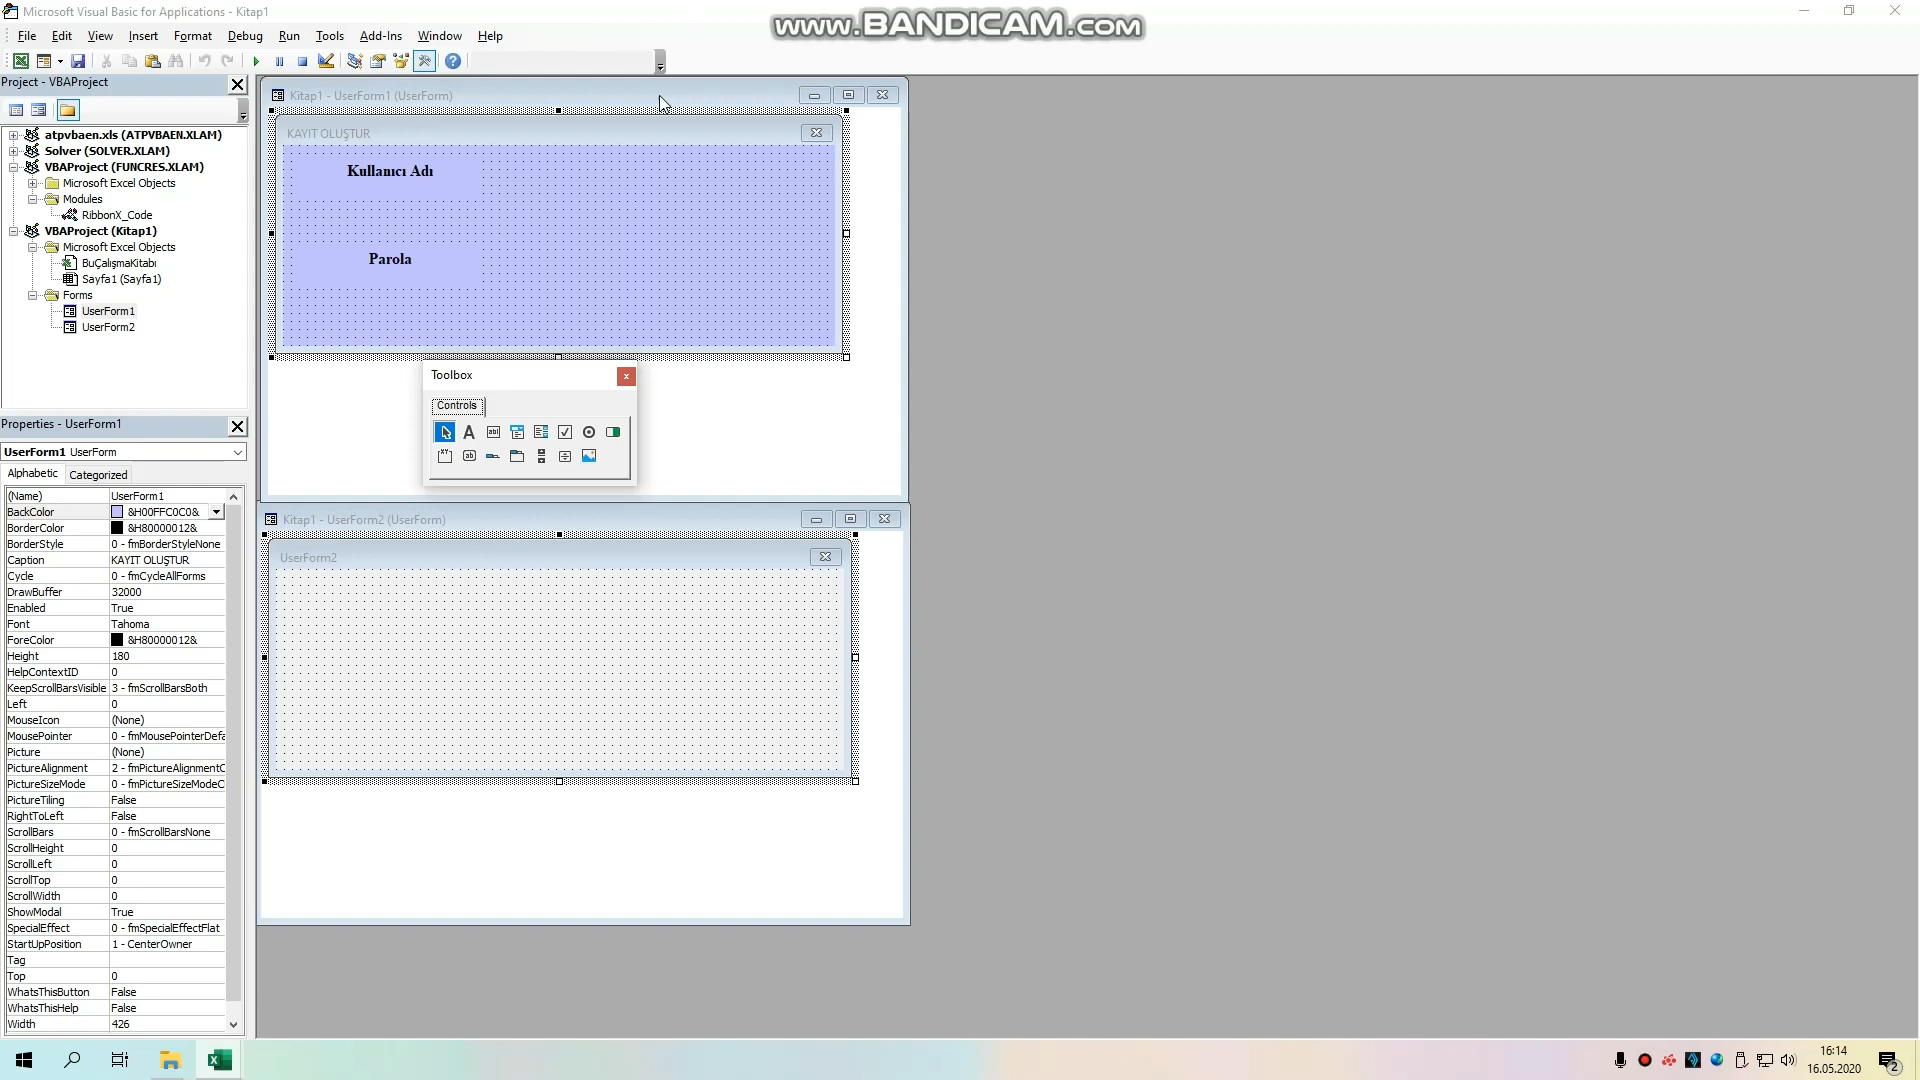 Microsoft Visual Basic for Applications - Kitap1
www.BANDICAM.com
File Edit View Insert Format Debug Run Tools Add-Ins Window Help
Project - VBAProject
atpvbaen.xls (ATPVBAEN.XLAM)
Solver (SOLVER.XLAM)
VBAProject (FUNCRES.XLAM)
Microsoft Excel Objects
Modules
RibbonX_Code
VBAProject (Kitap1)
Microsoft Excel Objects
BuÇalışmaKitabı
Sayfa1 (Sayfa1)
Forms
UserForm1
UserForm2
Properties - UserForm1
UserForm1 UserForm
Alphabetic Categorized
(Name) UserForm1
BackColor &H00FFC0C0&
BorderColor &H80000012&
BorderStyle 0 - fmBorderStyleNone
Caption KAYIT OLUŞTUR
Cycle 0 - fmCycleAllForms
DrawBuffer 32000
Enabled True
Font Tahoma
ForeColor &H80000012&
Height 180
HelpContextID 0
KeepScrollBarsVisible 3 - fmScrollBarsBoth
Left 0
MouseIcon (None)
MousePointer 0 - fmMousePointerDefa
Picture (None)
PictureAlignment 2 - fmPictureAlignmentC
PictureSizeMode 0 - fmPictureSizeModeC
PictureTiling False
RightToLeft False
ScrollBars 0 - fmScrollBarsNone
ScrollHeight 0
ScrollLeft 0
ScrollTop 0
ScrollWidth 0
ShowModal True
SpecialEffect 0 - fmSpecialEffectFlat
StartUpPosition 1 - CenterOwner
Tag
Top 0
WhatsThisButton False
WhatsThisHelp False
Width 426
Kitap1 - UserForm1 (UserForm)
KAYIT OLUŞTUR
Kullanıcı Adı
Parola
Toolbox
Controls
Kitap1 - UserForm2 (UserForm)
UserForm2
16:14
16.05.2020
2